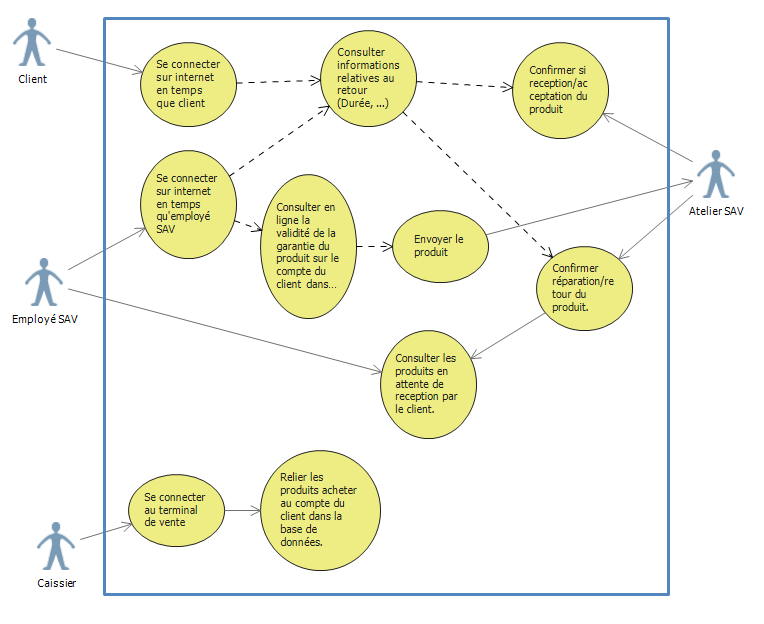 Client
Se connecter
sur internet
en temps
que client
Consulter
informations
relatives au
retour
(Durée, ...)
Confirmer si
reception/ac
ceptation du
produit
Se connecter
sur internet
en temps
qu'employé
SAV
Consulter en
ligne la
validité de la
garantie du
produit sur le
compte du
client dans...
Envoyer le
produit
Atelier SAV
Confirmer
réparation/re
tour du
produit.
Employé SAV
Consulter les
produits en
attente de
reception par
le client.
Se connecter
au terminal
de vente
Relier les
produits acheter
au compte du
client dans la
base de
données.
Caissier